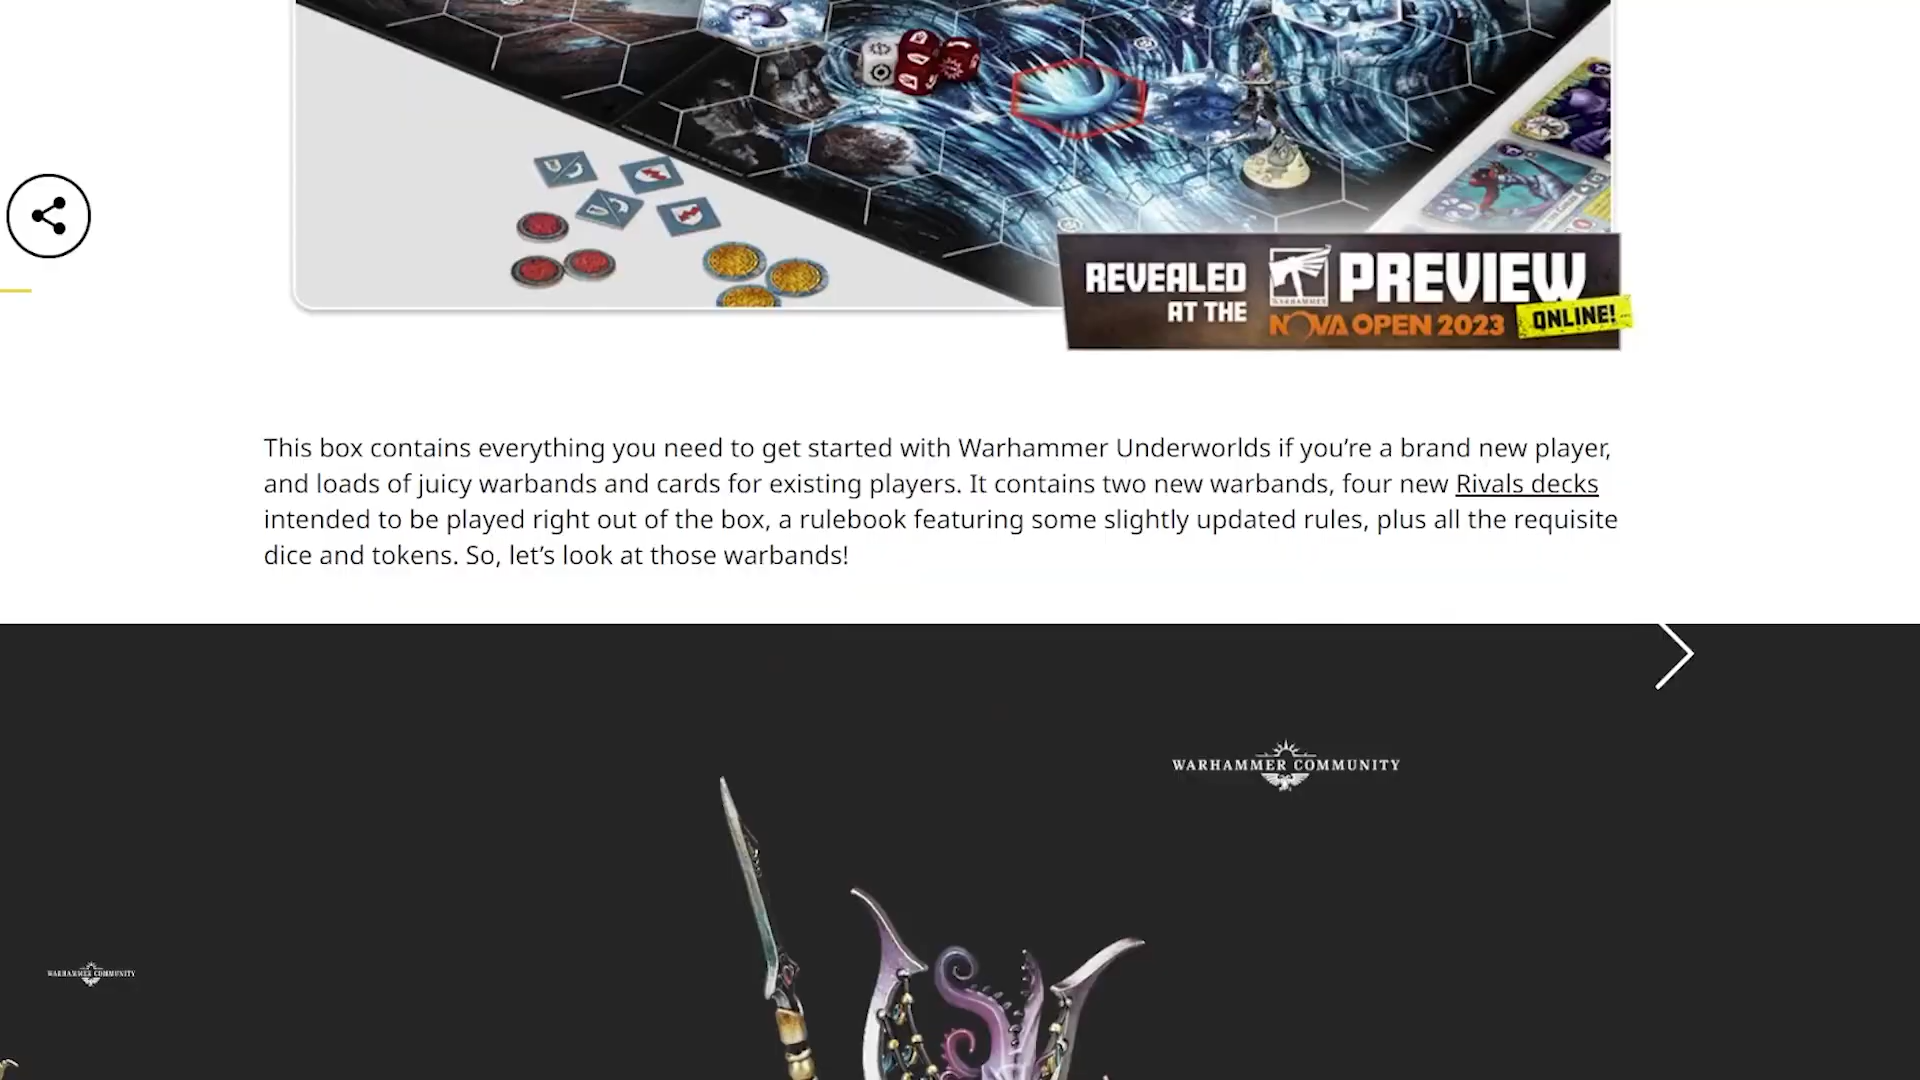 REVEALED
AT THE
WARHAMMER
PREVIEW
NOVA OPEN 2023
ONLINE!
This box contains everything you need to get started with Warhammer Underworlds if you’re a brand new player,
and loads of juicy warbands and cards for existing players. It contains two new warbands, four new Rivals decks
intended to be played right out of the box, a rulebook featuring some slightly updated rules, plus all the requisite
dice and tokens. So, let’s look at those warbands!
WARHAMMER COMMUNITY
WARHAMMER COMMUNITY